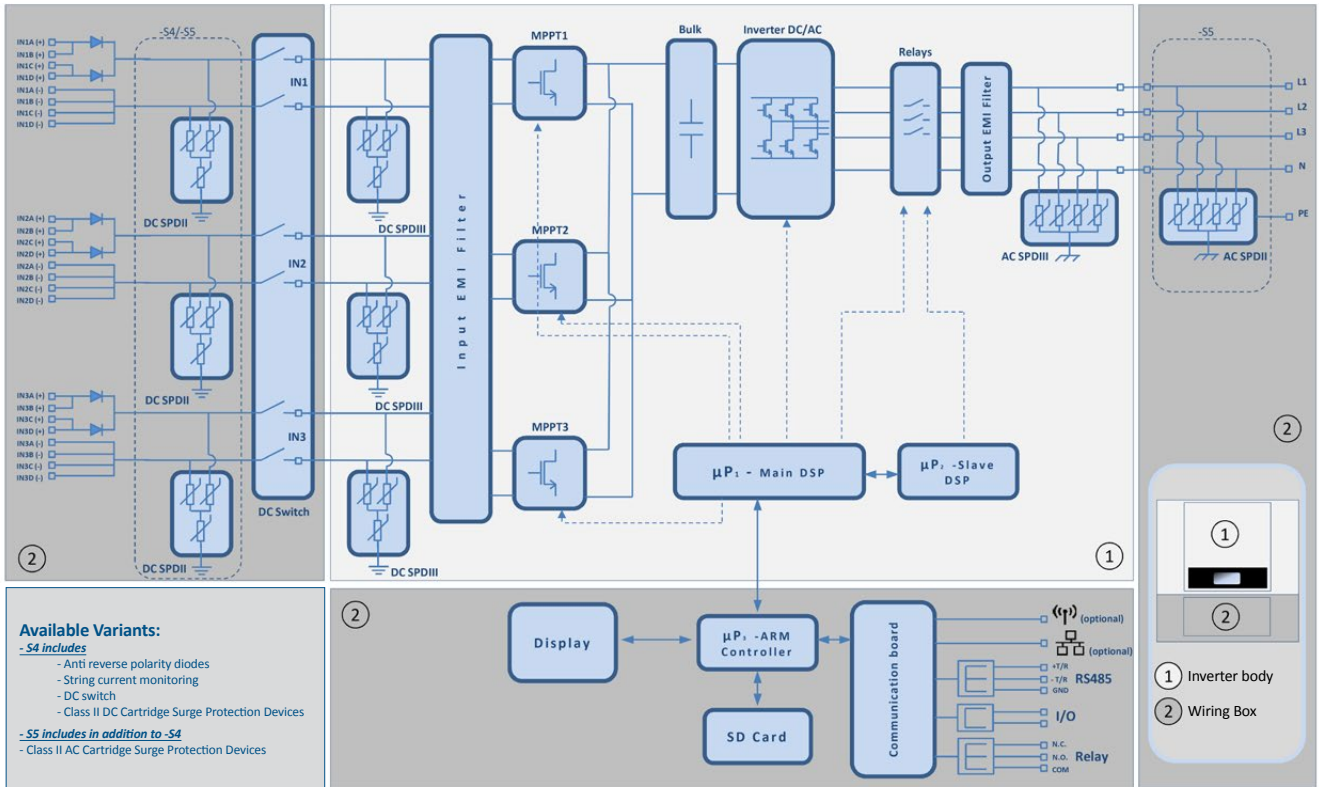 IN1A (+)
IN1B (+)
IN1C (+)
IN1D (+)
IN1A (-)
IN1B (-)
IN1C (-)
IN1D (-)
-S4/-S5
IN1
DC SPDII
DC SPDIII
IN2A (+)
IN2B (+)
IN2C (+)
IN2D (+)
IN2A (-)
IN2B (-)
IN2C (-)
IN2D (-)
IN2
DC SPDII
DC SPDIII
IN3A (+)
IN3B (+)
IN3C (+)
IN3D (+)
IN3A (-)
IN3B (-)
IN3C (-)
IN3D (-)
IN3
DC Switch
DC SPDII
DC SPDIII
2
Input EMI Filter
MPPT1
MPPT2
MPPT3
Bulk
Inverter DC/AC
Relays
Output EMI Filter
AC SPDIII
µP₁ - Main DSP
µP₂ -Slave
DSP
1
-S5
L1
L2
L3
N
PE
AC SPDII
2
1
2
1 Inverter body
2 Wiring Box
Available Variants:
- S4 includes
- Anti reverse polarity diodes
- String current monitoring
- DC switch
- Class II DC Cartridge Surge Protection Devices
- S5 includes in addition to -S4
- Class II AC Cartridge Surge Protection Devices
2
Display
µP₃ -ARM
Controller
SD Card
Communication board
(optional)
(optional)
+T/R
-T/R
GND
RS485
I/O
N.C.
N.O.
COM
Relay